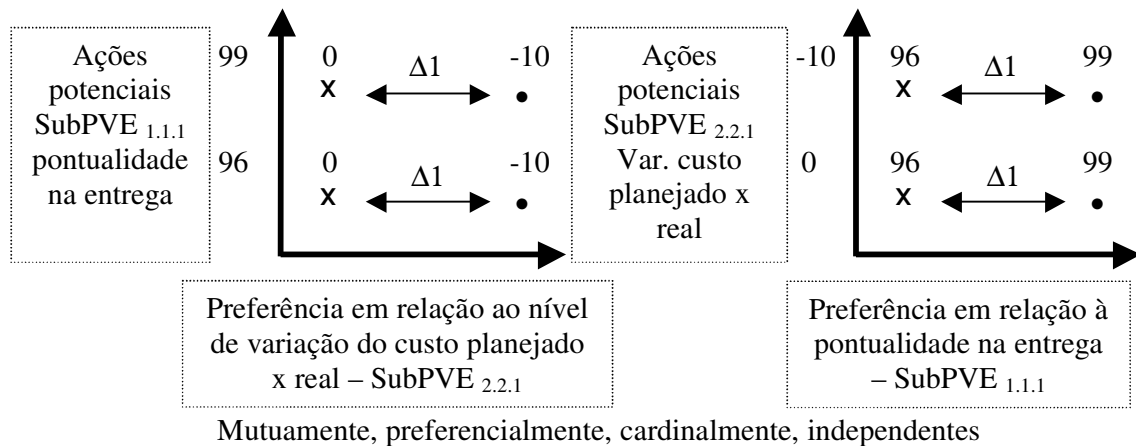 Ações
potenciais
SubPVE 1.1.1
pontualidade
na entrega
99
0
-10
x
Δ1
•
96
0
-10
x
Δ1
•
Preferência em relação ao nível
de variação do custo planejado
x real – SubPVE 2.2.1
Ações
potenciais
SubPVE 2.2.1
Var. custo
planejado x
real
-10
96
99
x
Δ1
•
0
96
99
x
Δ1
•
Preferência em relação à
pontualidade na entrega
– SubPVE 1.1.1
Mutuamente, preferencialmente, cardinalmente, independentes